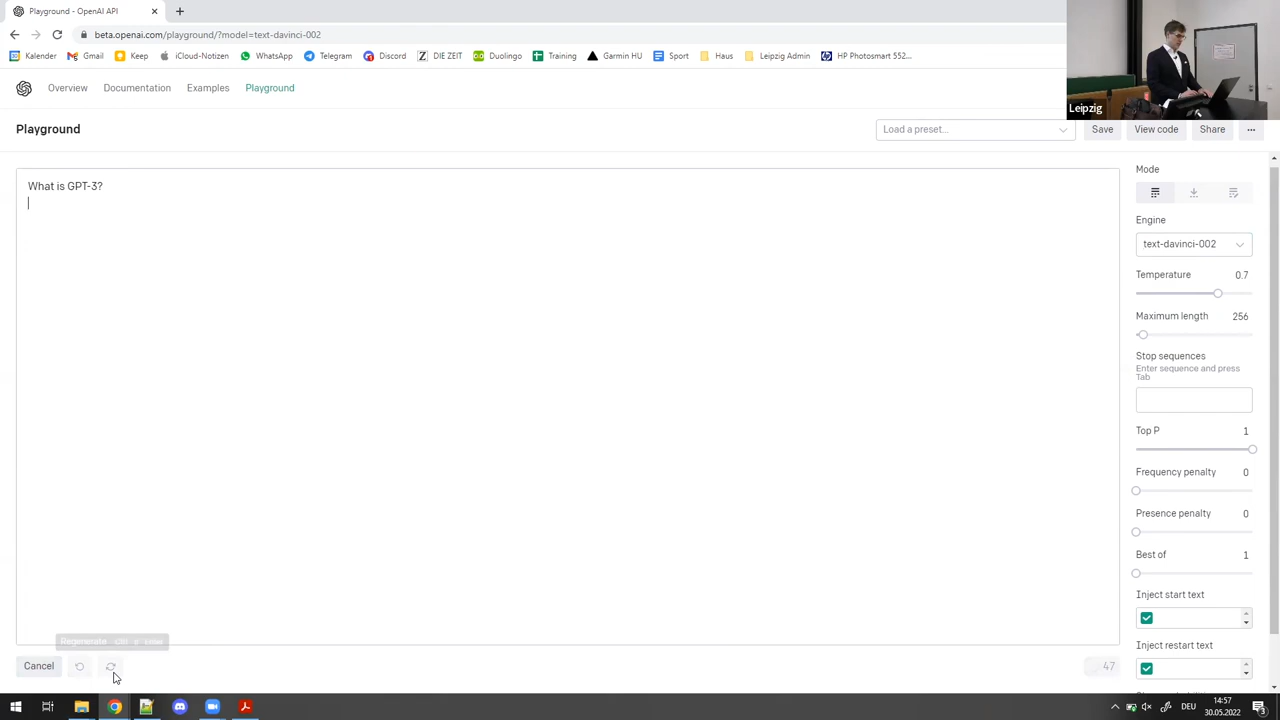 Playground - OpenAI API
beta.openai.com/playground/?model=text-davinci-002
Kalender
Gmail
Keep
iCloud-Notizen
WhatsApp
Telegram
Discord
DIE ZEIT
Duolingo
Training
Garmin HU
Sport
Haus
Leipzig Admin
HP Photosmart 552...
Leipzig
Overview
Documentation
Examples
Playground
Playground
Load a preset...
Save
View code
Share
What is GPT-3?
Mode
Engine
text-davinci-002
Temperature 0.7
Maximum length 256
Stop sequences
Enter sequence and press
Tab
Top P 1
Frequency penalty 0
Presence penalty 0
Best of 1
Inject start text
Inject restart text
Regenerate
Cancel
47
DEU
14:57
30.05.2022
3